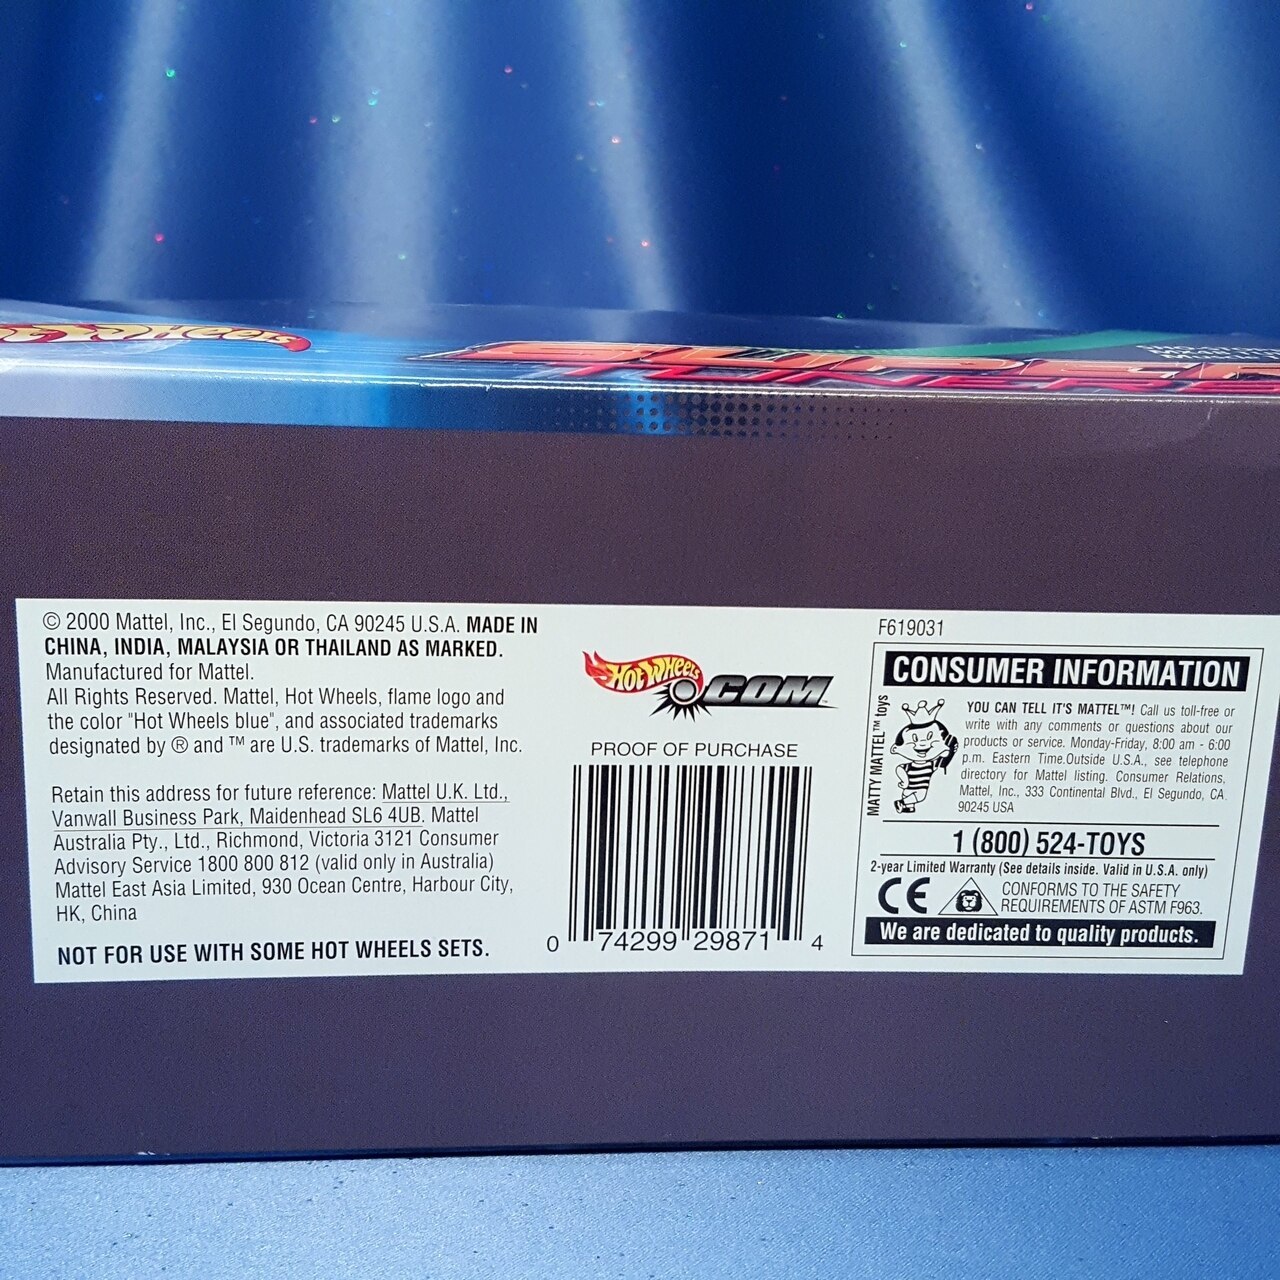 Hot Wheels
SUPER
TUNERS
© 2000 Mattel, Inc., El Segundo, CA 90245 U.S.A. MADE IN
CHINA, INDIA, MALAYSIA OR THAILAND AS MARKED.
Manufactured for Mattel.
All Rights Reserved. Mattel, Hot Wheels, flame logo and
the color "Hot Wheels blue", and associated trademarks
designated by ® and ™ are U.S. trademarks of Mattel, Inc.
Retain this address for future reference: Mattel U.K. Ltd.,
Vanwall Business Park, Maidenhead SL6 4UB. Mattel
Australia Pty., Ltd., Richmond, Victoria 3121 Consumer
Advisory Service 1800 800 812 (valid only in Australia)
Mattel East Asia Limited, 930 Ocean Centre, Harbour City,
HK, China
NOT FOR USE WITH SOME HOT WHEELS SETS.
HOT WHEELS.COM
PROOF OF PURCHASE
0 74299 29871 4
F619031
CONSUMER INFORMATION
MATTY MATTEL™ toys
YOU CAN TELL IT'S MATTEL™! Call us toll-free or
write with any comments or questions about our
products or service. Monday-Friday, 8:00 am - 6:00
p.m. Eastern Time.Outside U.S.A., see telephone
directory for Mattel listing. Consumer Relations,
Mattel, Inc., 333 Continental Blvd., El Segundo, CA
90245 USA
1 (800) 524-TOYS
2-year Limited Warranty (See details inside. Valid in U.S.A. only)
CE
CONFORMS TO THE SAFETY
REQUIREMENTS OF ASTM F963.
We are dedicated to quality products.